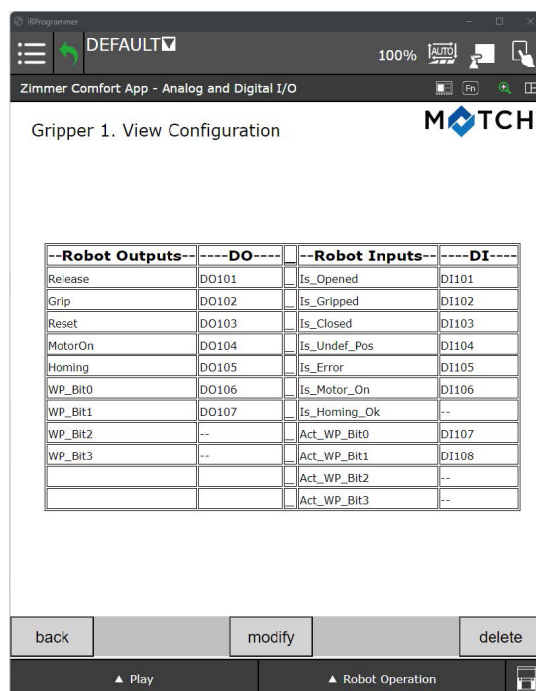 iRProgrammer
DEFAULT
100% AUTO
Zimmer Comfort App - Analog and Digital I/O Fn
MATCH
Gripper 1. View Configuration
--Robot Outputs-- ----DO---- _ --Robot Inputs-- ----DI----
Release DO101 _ Is_Opened DI101
Grip DO102 _ Is_Gripped DI102
Reset DO103 _ Is_Closed DI103
MotorOn DO104 _ Is_Undef_Pos DI104
Homing DO105 _ Is_Error DI105
WP_Bit0 DO106 _ Is_Motor_On DI106
WP_Bit1 DO107 _ Is_Homing_Ok --
WP_Bit2 -- _ Act_WP_Bit0 DI107
WP_Bit3 -- _ Act_WP_Bit1 DI108
_ Act_WP_Bit2 --
_ Act_WP_Bit3 --
back modify delete
▲ Play ▲ Robot Operation